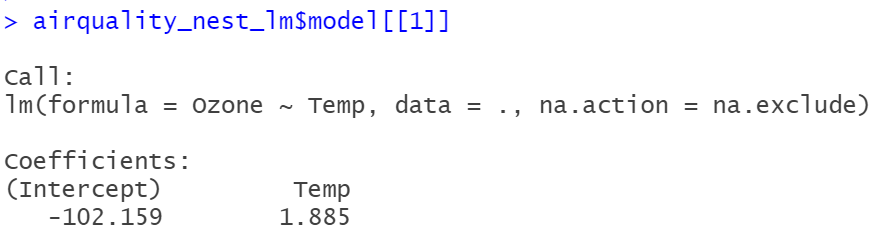 > airquality_nest_lm$model[[1]]
Call:
lm(formula = Ozone ~ Temp, data = ., na.action = na.exclude)
Coefficients:
(Intercept)         Temp
   -102.159        1.885